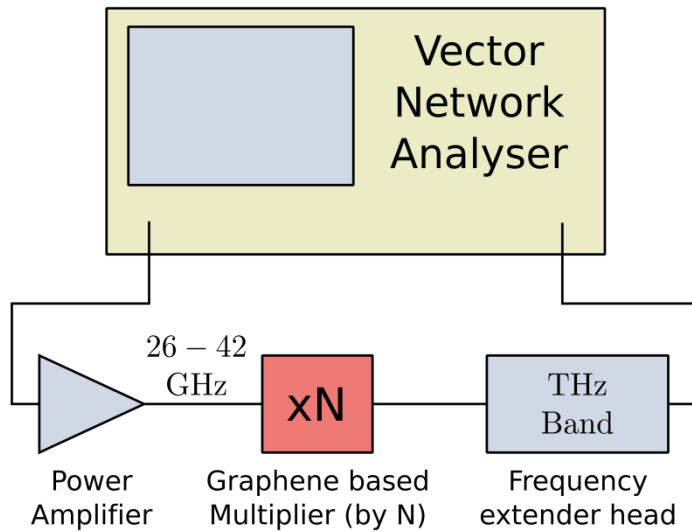 Vector
Network
Analyser
26 – 42
GHz
xN
THz
Band
Power
Amplifier
Graphene based
Multiplier (by N)
Frequency
extender head